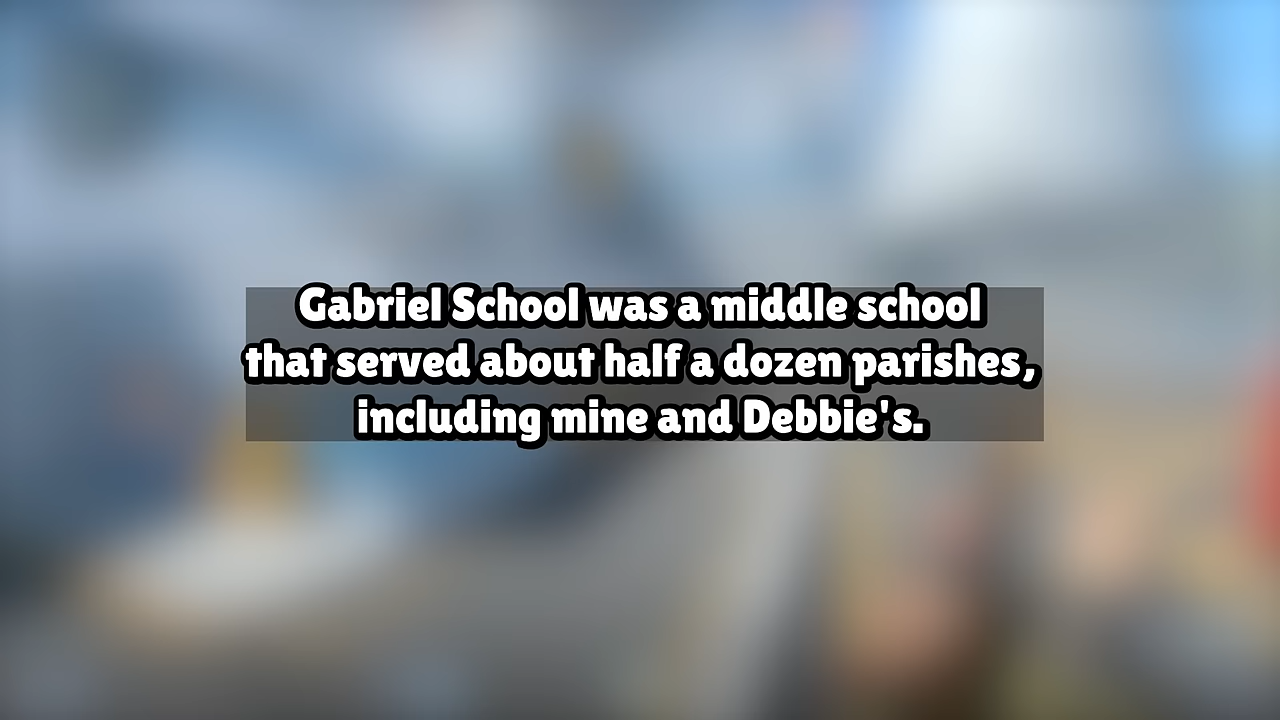 Gabriel School was a middle school
that served about half a dozen parishes,
including mine and Debbie's.